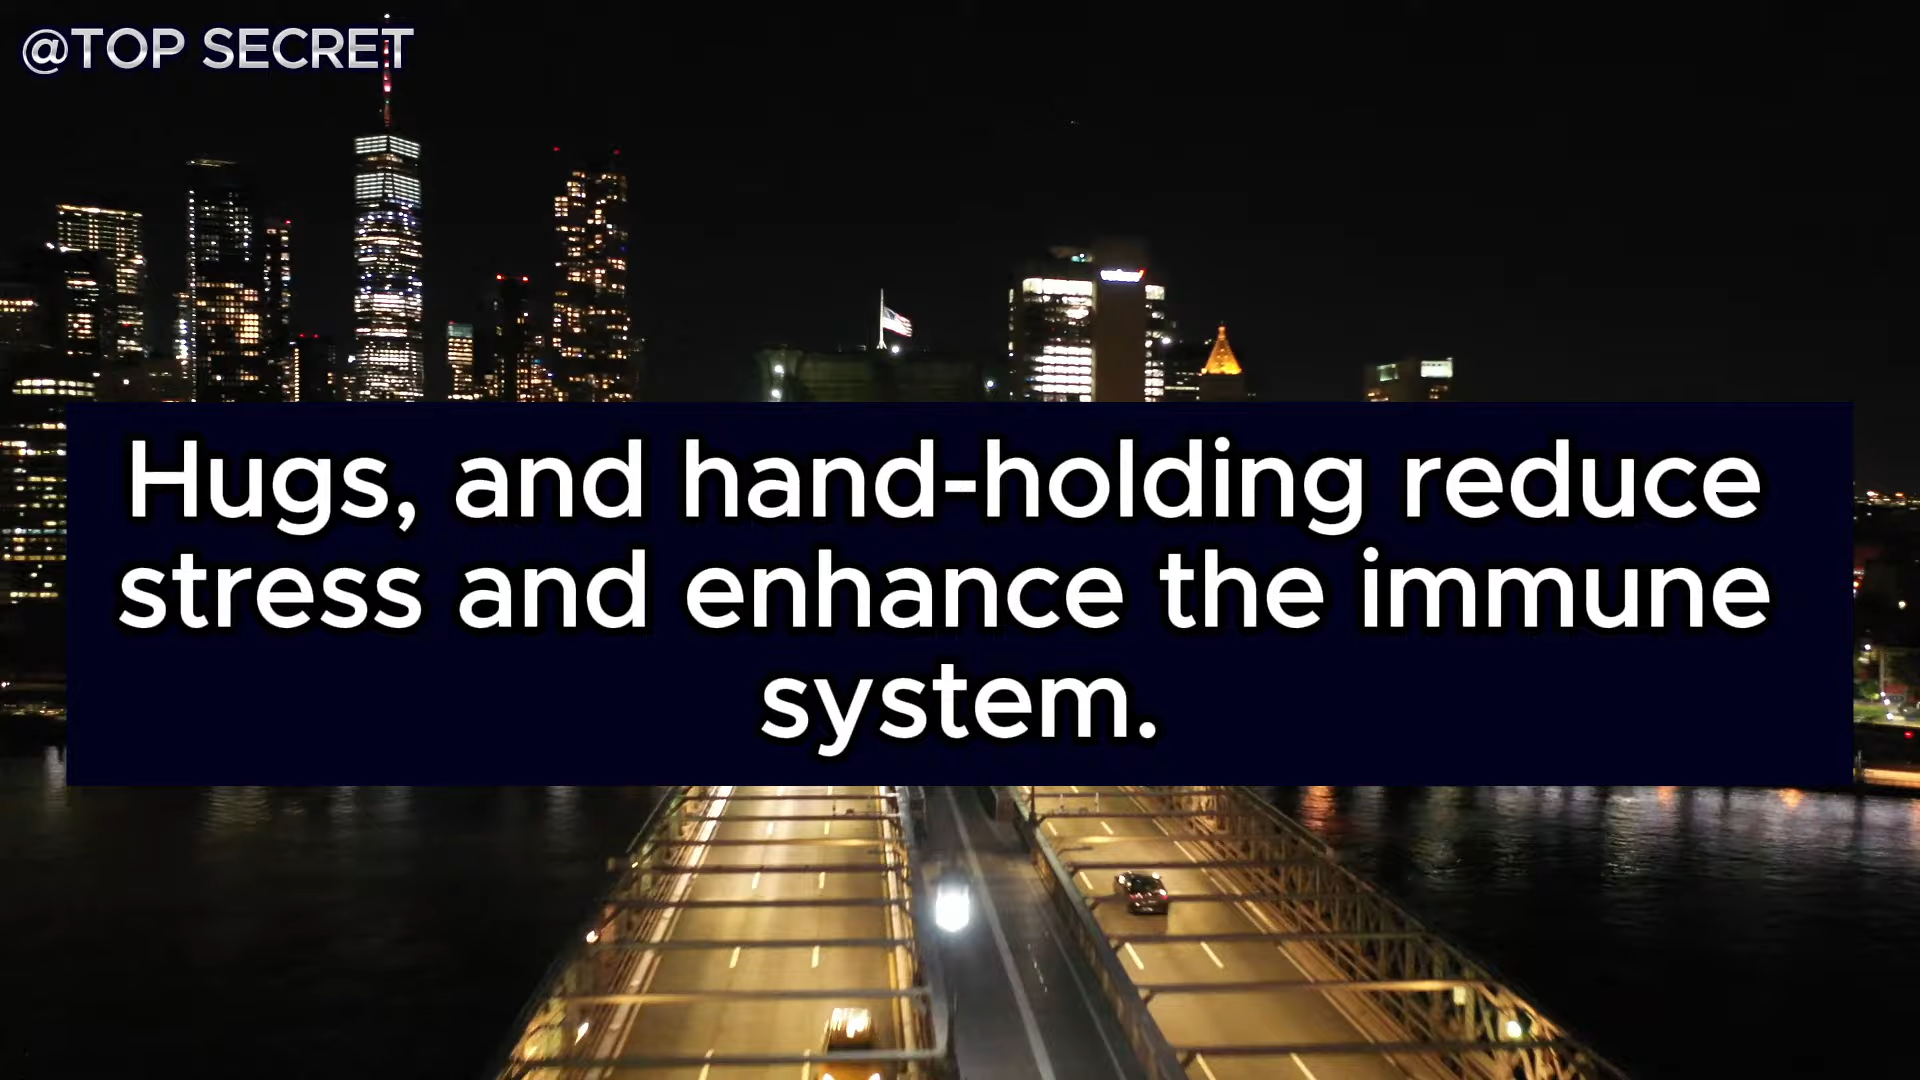 @TOP SECRET
Hugs, and hand-holding reduce
stress and enhance the immune
system.